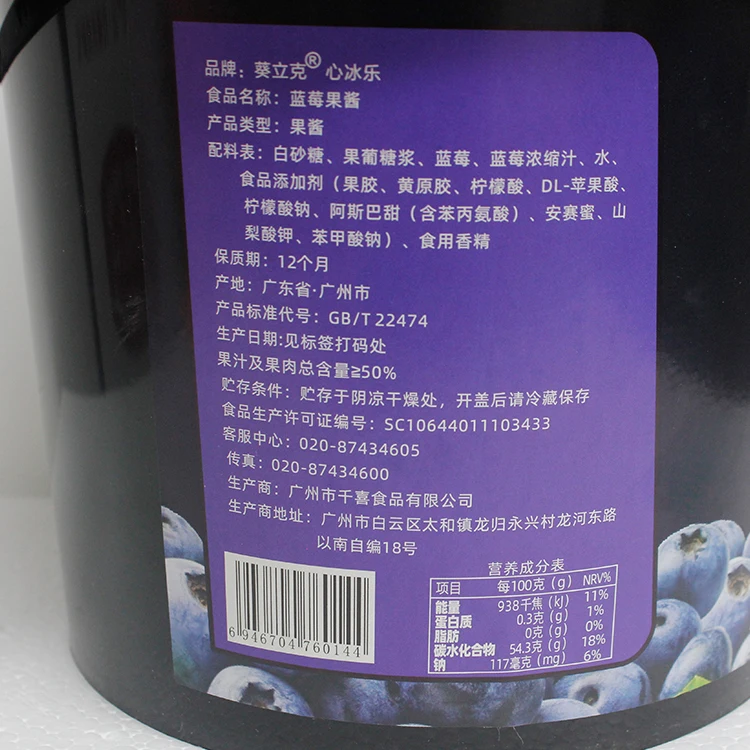 品牌：葵立克® 心冰乐
食品名称：蓝莓果酱
产品类型：果酱
配料表：白砂糖、果葡糖浆、蓝莓、蓝莓浓缩汁、水、
食品添加剂（果胶、黄原胶、柠檬酸、DL-苹果酸、
柠檬酸钠、阿斯巴甜（含苯丙氨酸）、安赛蜜、山
梨酸钾、苯甲酸钠）、食用香精
保质期：12个月
产地：广东省·广州市
产品标准代号：GB/T 22474
生产日期:见标签打码处
果汁及果肉总含量≧50%
贮存条件：贮存于阴凉干燥处，开盖后请冷藏保存
食品生产许可证编号：SC10644011103433
客服中心：020-87434605
传真：020-87434600
生产商：广州市千喜食品有限公司
生产商地址：广州市白云区太和镇龙归永兴村龙河东路
以南自编18号
营养成分表
项目 每100克（g） NRV%
能量 938千焦（kJ） 11%
蛋白质 0.3克（g） 1%
脂肪 0克（g） 0%
碳水化合物 54.3克（g） 18%
钠 117毫克（mg） 6%
6 946704 760144